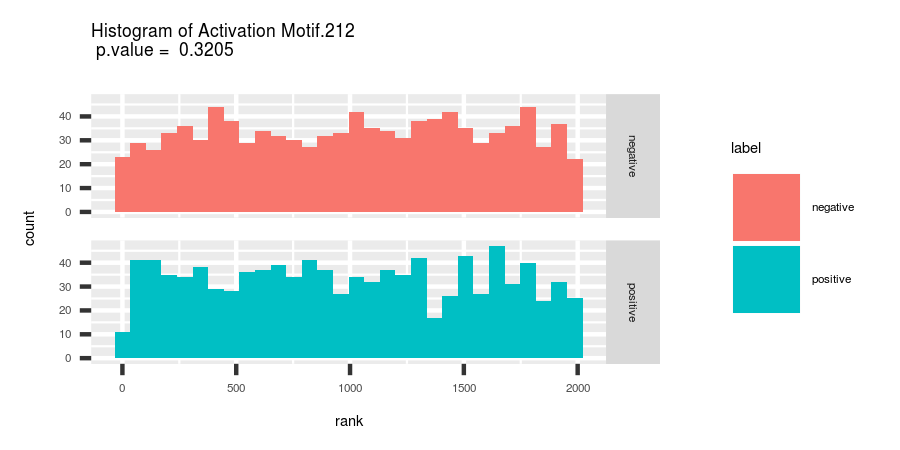 Histogram of Activation Motif.212
p.value =  0.3205
count
40
30
20
10
0
negative
40
30
20
10
0
positive
0 500 1000 1500 2000
rank
label
negative
positive